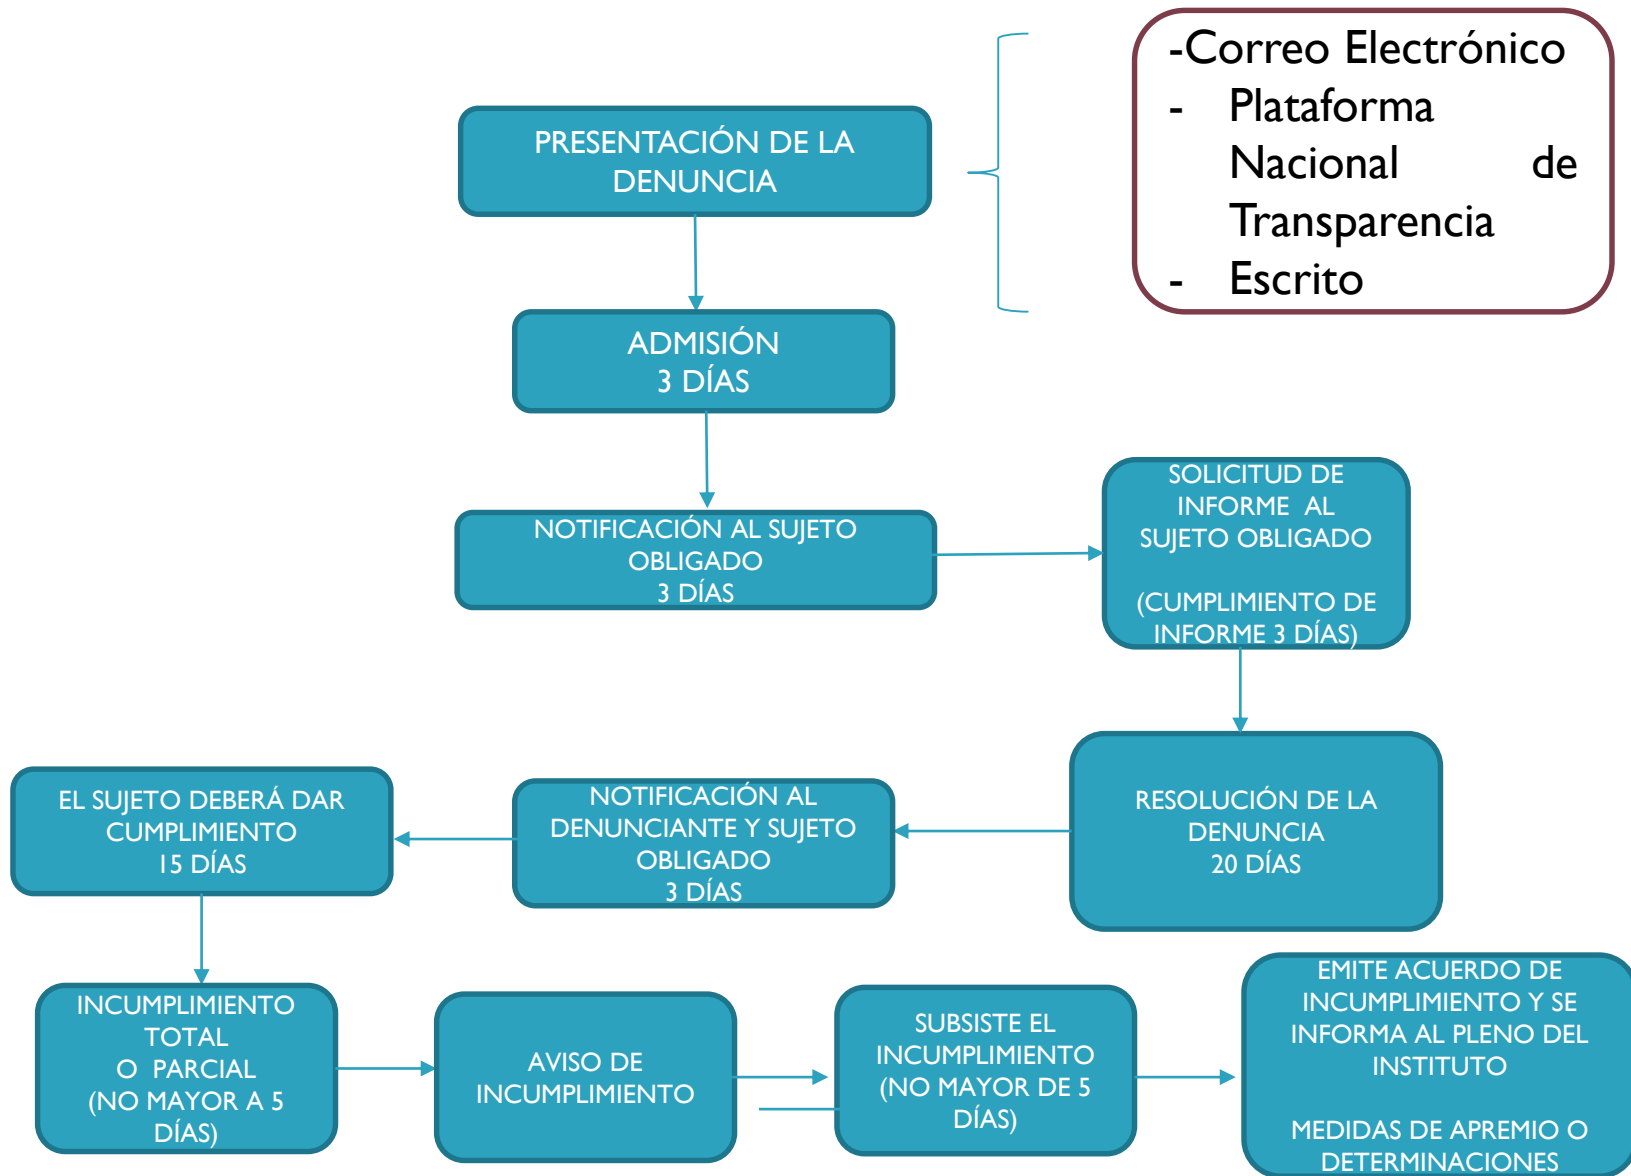 -Correo Electrónico
- Plataforma
Nacional de
Transparencia
- Escrito
PRESENTACIÓN DE LA
DENUNCIA
ADMISIÓN
3 DÍAS
NOTIFICACIÓN AL SUJETO
OBLIGADO
3 DÍAS
SOLICITUD DE
INFORME AL
SUJETO OBLIGADO
(CUMPLIMIENTO DE
INFORME 3 DÍAS)
RESOLUCIÓN DE LA
DENUNCIA
20 DÍAS
NOTIFICACIÓN AL
DENUNCIANTE Y SUJETO
OBLIGADO
3 DÍAS
EL SUJETO DEBERÁ DAR
CUMPLIMIENTO
15 DÍAS
INCUMPLIMIENTO
TOTAL
O PARCIAL
(NO MAYOR A 5
DÍAS)
AVISO DE
INCUMPLIMIENTO
SUBSISTE EL
INCUMPLIMIENTO
(NO MAYOR DE 5
DÍAS)
EMITE ACUERDO DE
INCUMPLIMIENTO Y SE
INFORMA AL PLENO DEL
INSTITUTO
MEDIDAS DE APREMIO O
DETERMINACIONES